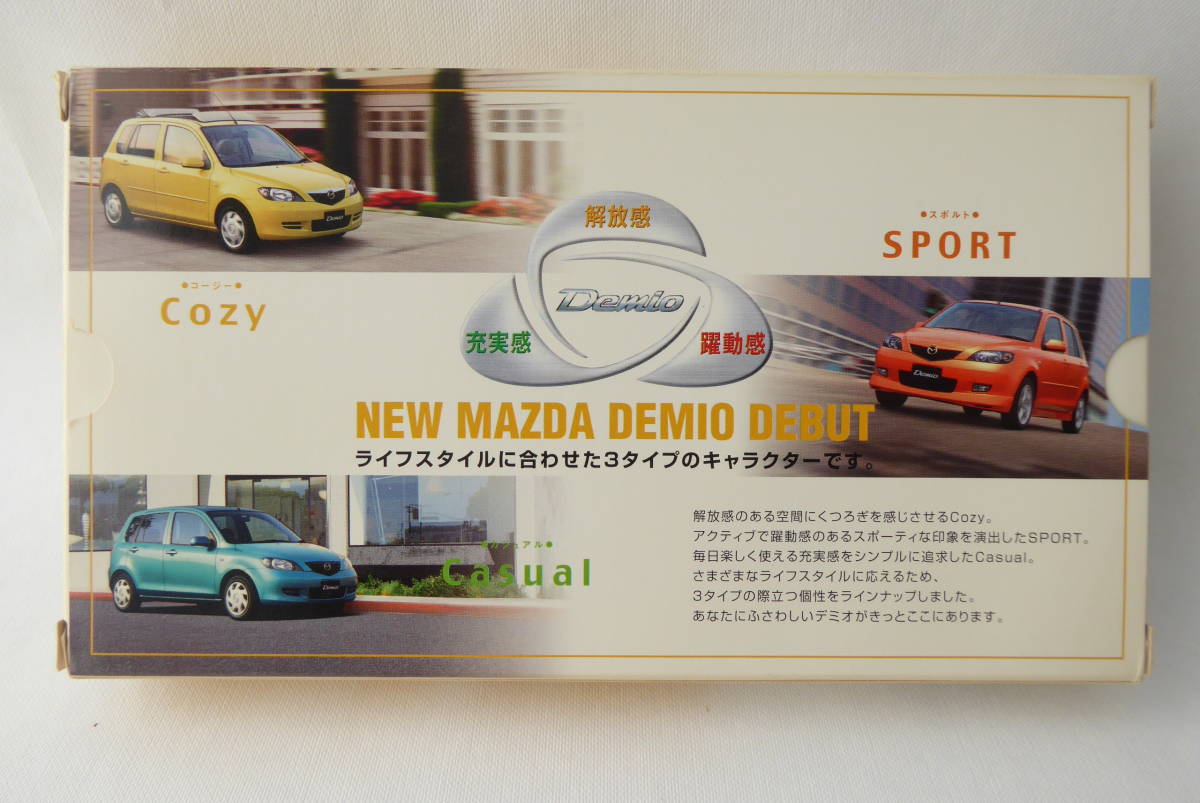 解放感
Demio
充実感
躍動感
●コージー●
Cozy
Demio
●スポルト●
SPORT
Demio
NEW MAZDA DEMIO DEBUT
ライフスタイルに合わせた3タイプのキャラクターです。
●カジュアル●
Casual
Demio
解放感のある空間にくつろぎを感じさせるCozy。
アクティブで躍動感のあるスポーティな印象を演出したSPORT。
毎日楽しく使える充実感をシンプルに追求したCasual。
さまざまなライフスタイルに応えるため、
3タイプの際立つ個性をラインナップしました。
あなたにふさわしいデミオがきっとここにあります。